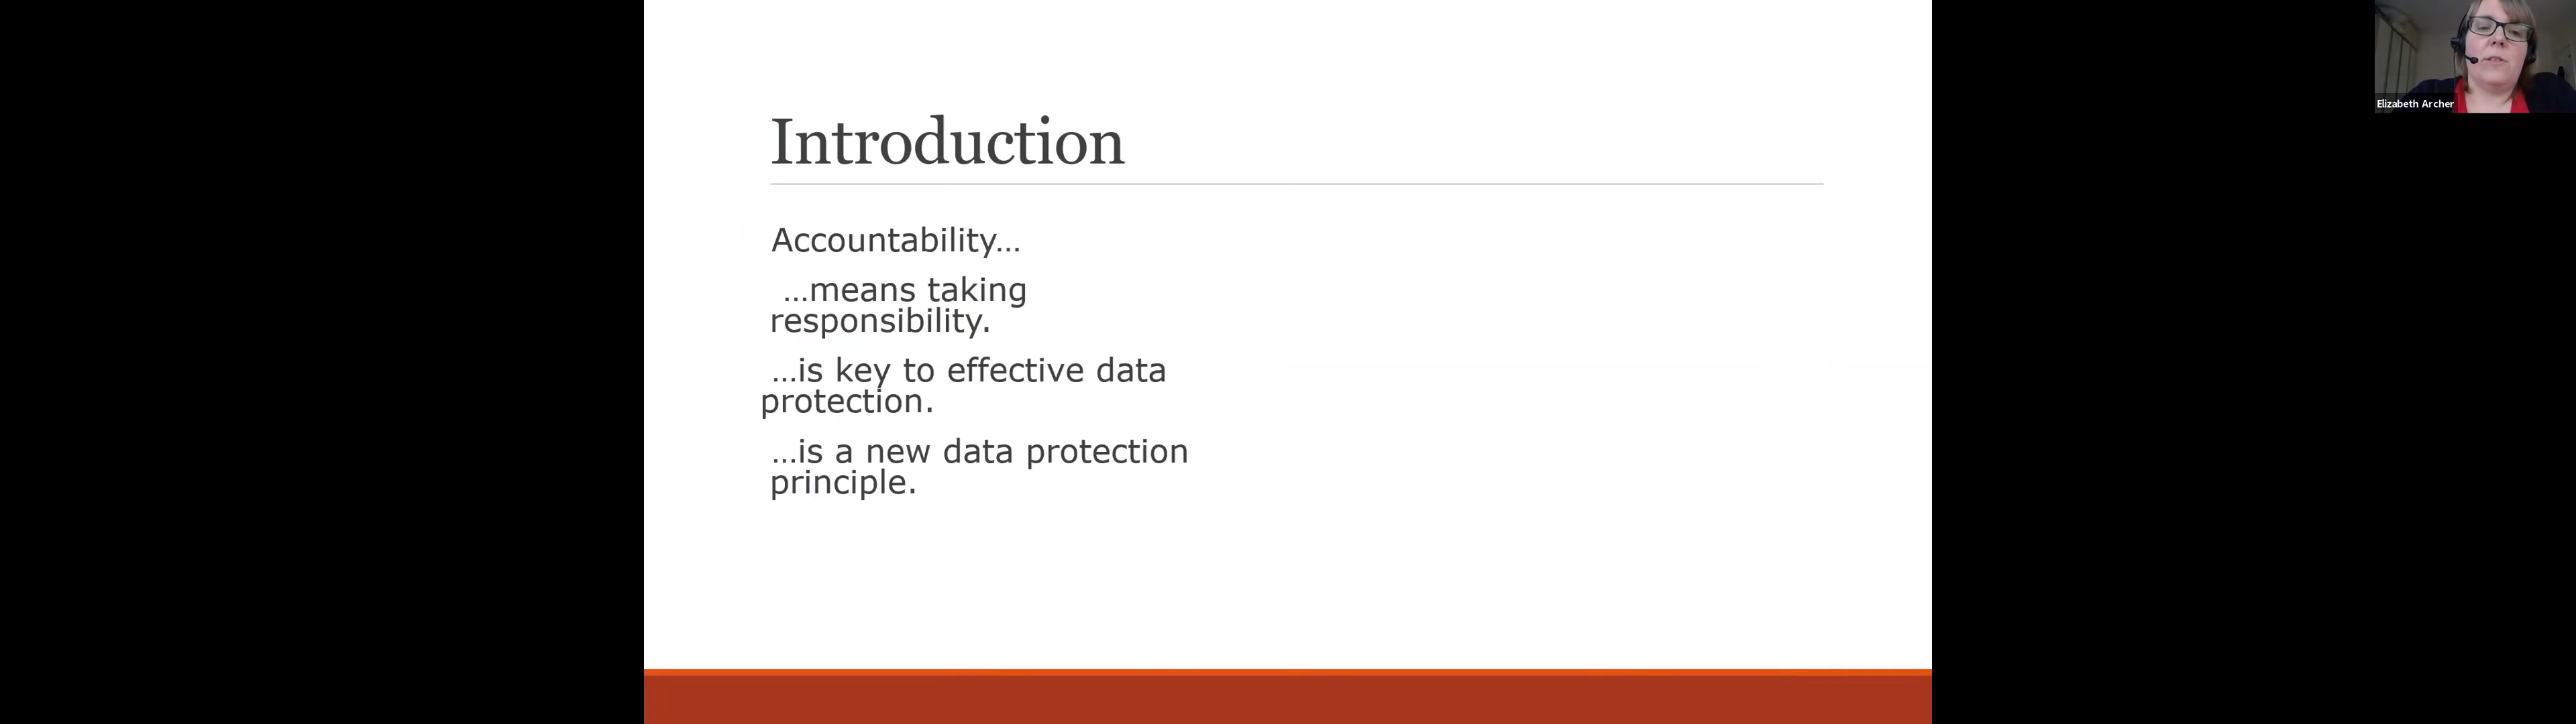 Introduction
Accountability…
…means taking
responsibility.
…is key to effective data
protection.
…is a new data protection
principle.
Elizabeth Archer